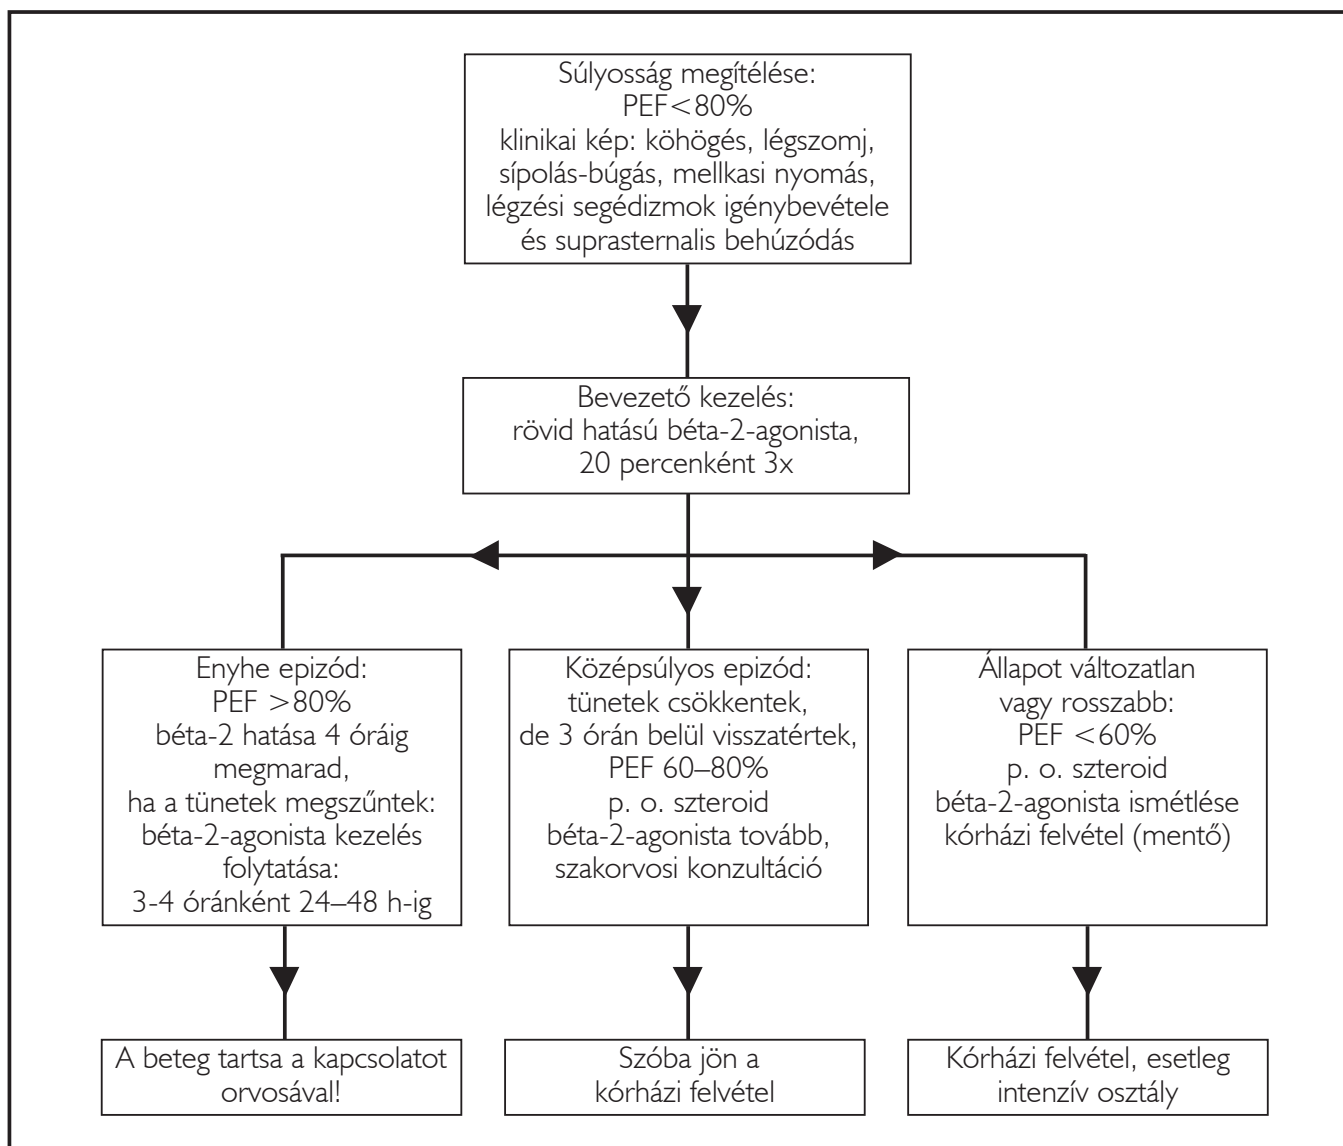 Súlyosság megítélése:
PEF<80%
klinikai kép: köhögés, légszomj,
sípolás-búgás, mellkasi nyomás,
légzési segédizmok igénybevétele
és suprasternalis behúzódás
Bevezető kezelés:
rövid hatású béta-2-agonista,
20 percenként 3x
Enyhe epizód:
PEF >80%
béta-2 hatása 4 óráig
megmarad,
ha a tünetek megszűntek:
béta-2-agonista kezelés
folytatása:
3-4 óránként 24–48 h-ig
Középsúlyos epizód:
tünetek csökkentek,
de 3 órán belül visszatértek,
PEF 60–80%
p. o. szteroid
béta-2-agonista tovább,
szakorvosi konzultáció
Állapot változatlan
vagy rosszabb:
PEF <60%
p. o. szteroid
béta-2-agonista ismétlése
kórházi felvétel (mentő)
A beteg tartsa a kapcsolatot
orvosával!
Szóba jön a
kórházi felvétel
Kórházi felvétel, esetleg
intenzív osztály